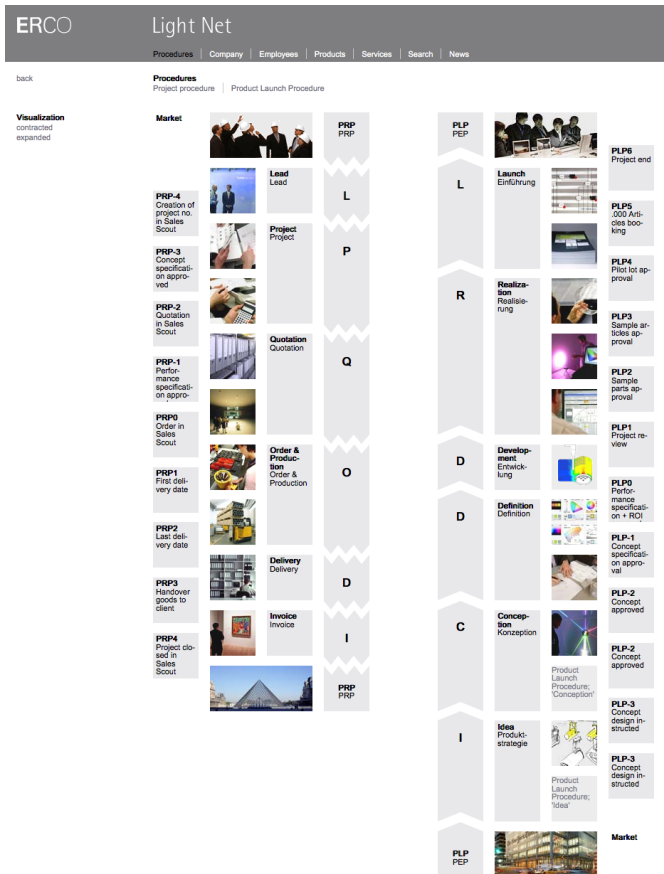 ERCO
Light Net
Procedures
Company
Employees
Products
Services
Search
News
back
Procedures
Project procedure
Product Launch Procedure
Visualization
contracted
expanded
Market
PRP
PRP
Lead
Lead
L
PRP-4
Creation of
project no.
in Sales
Scout
Project
Project
P
PRP-3
Concept
specificati-
on appro-
ved
PRP-2
Quotation
in Sales
Scout
Quotation
Quotation
Q
PRP-1
Perfor-
mance
specificati-
on appro-
PRP0
Order in
Sales
Scout
Order &
Produc-
tion
Order &
Production
O
PRP1
First deli-
very date
PRP2
Last deli-
very date
Delivery
Delivery
D
PRP3
Handover
goods to
client
Invoice
Invoice
I
PRP4
Project clo-
sed in
Sales
Scout
PRP
PRP
PLP
PEP
PLP6
Project end
L
Launch
Einführung
PLP5
.000 Arti-
cles boo-
king
PLP4
Pilot lot ap-
proval
R
Realiza-
tion
Realisie-
rung
PLP3
Sample ar-
ticles ap-
proval
PLP2
Sample
parts ap-
proval
PLP1
Project re-
view
D
Develop-
ment
Entwick-
lung
PLP0
Perfor-
mance
specificati-
on + ROI
D
Definition
Definition
PLP-1
Concept
specificati-
on appro-
val
PLP-2
Concept
approved
C
Concep-
tion
Konzeption
PLP-2
Concept
approved
Product
Launch
Procedure;
'Conception'
PLP-3
Concept
design in-
structed
I
Idea
Produkt-
strategie
PLP-3
Concept
design in-
structed
Product
Launch
Procedure;
'Idea'
PLP
PEP
Market